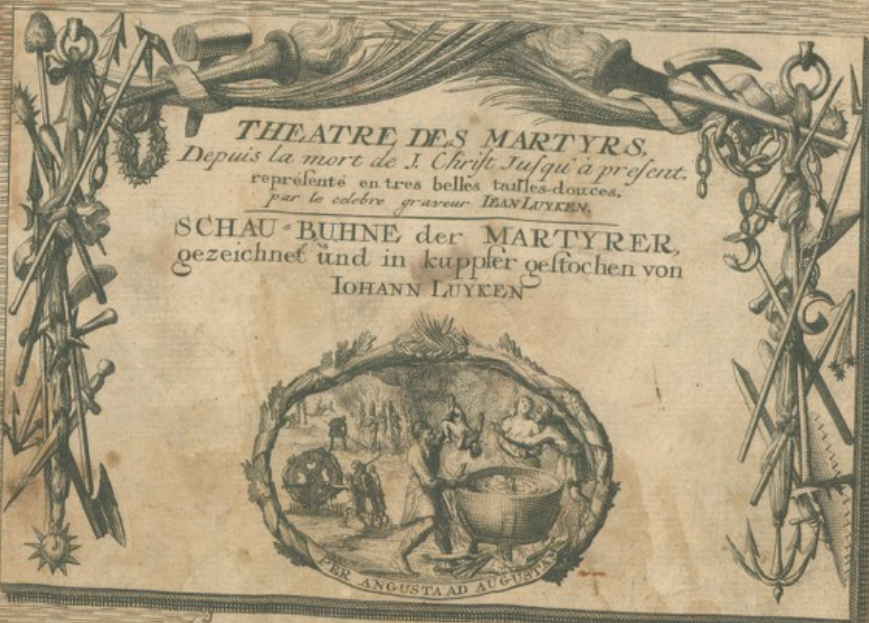 THEATRE DES MARTYRS,
Depuis la mort de J. Chriſt Juſqu'à preſent.
repréſenté en tres belles tailles-douces,
par le celebre graveur IEAN LUYKEN.
SCHAU-BUHNE der MARTYRER,
gezeichnet und in kuppfer geſtochen von
IOHANN LUYKEN
PER ANGUSTA AD AUGUSTA